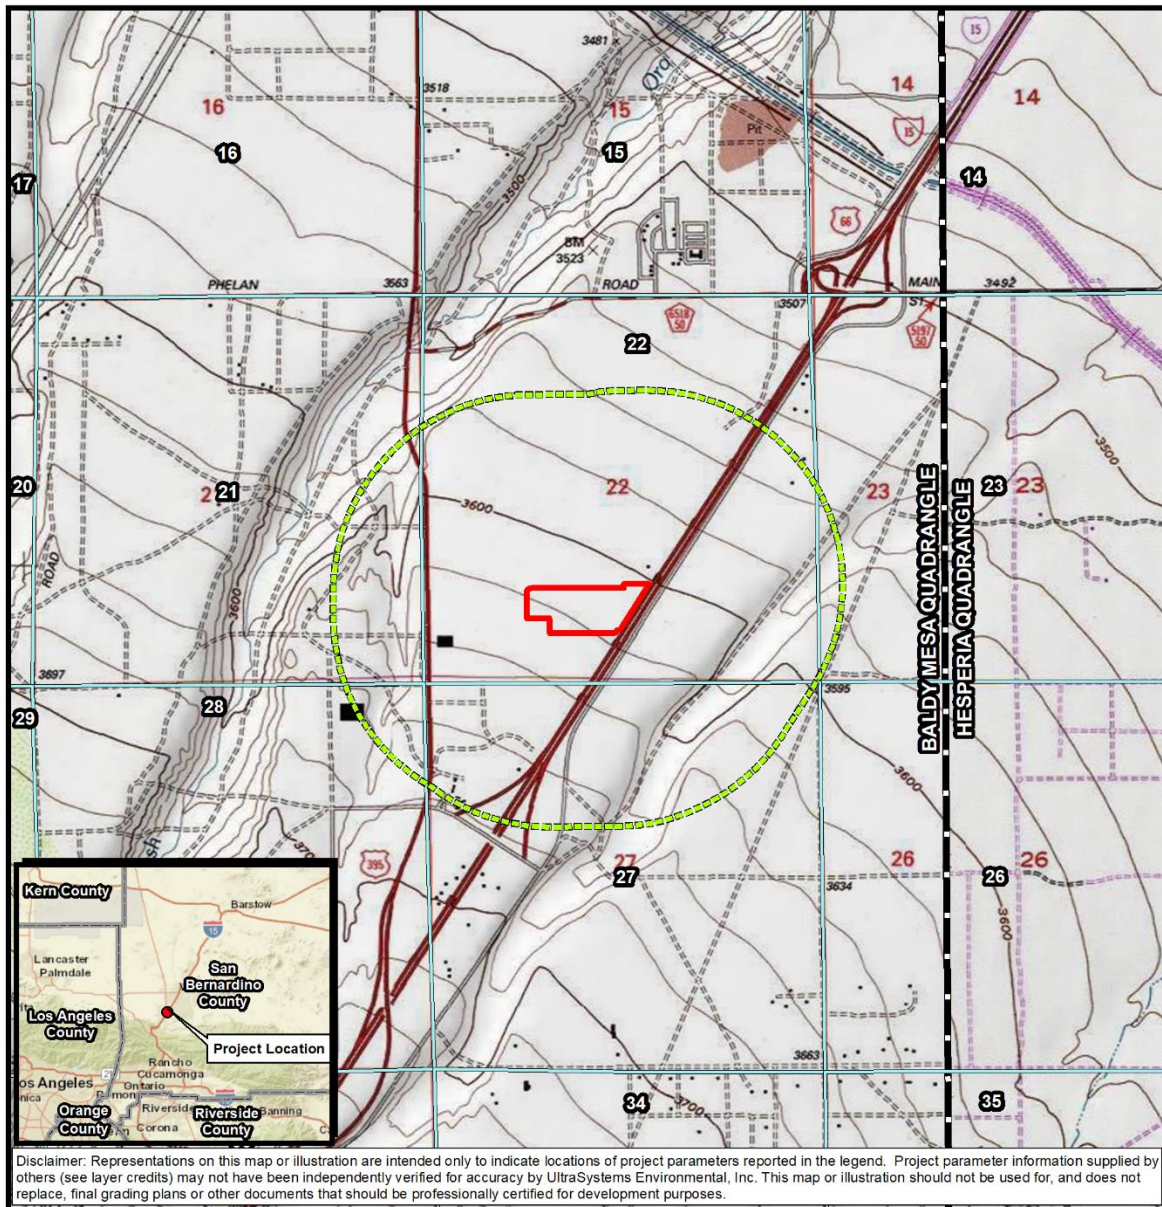 3481
Ora
15
3518
14
14
16
15
15
Pit
16
15
17
14
3500
66
BM
3523
PHELAN
3563
ROAD
MAIN
3492
3507
ST
6518
50
5197
50
22
3500
20
21
2
22
23
23
23
3600
BALDY MESA QUADRANGLE
HESPERIA QUADRANGLE
ROAD
3600
3697
3595
29
28
3600
395
27
27
26
26
26
3634
3600
3663
34
3700
35
Kern County
Barstow
15
Lancaster
Palmdale
San
Bernardino
County
Los Angeles
County
Project Location
Rancho
Cucamonga
os Angeles
Ontario
Riverside
Orange
County
Riverside
County
Banning
Corona
Disclaimer: Representations on this map or illustration are intended only to indicate locations of project parameters reported in the legend. Project parameter information supplied by
others (see layer credits) may not have been independently verified for accuracy by UltraSystems Environmental, Inc. This map or illustration should not be used for, and does not
replace, final grading plans or other documents that should be professionally certified for development purposes.